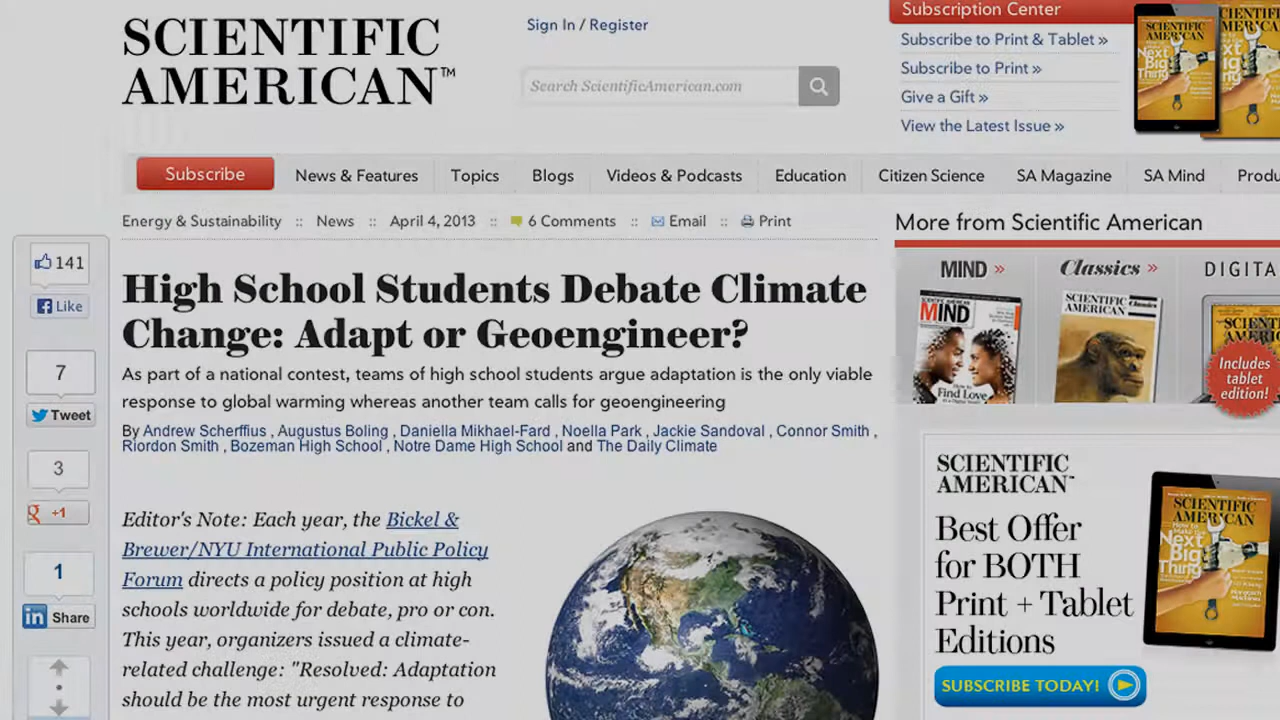 SCIENTIFIC
AMERICAN™
Sign In / Register
Search ScientificAmerican.com
Subscription Center
Subscribe to Print & Tablet »
Subscribe to Print »
Give a Gift »
View the Latest Issue »
Subscribe
News & Features
Topics
Blogs
Videos & Podcasts
Education
Citizen Science
SA Magazine
SA Mind
Produ
Energy & Sustainability :: News :: April 4, 2013 :: 6 Comments :: Email :: Print
141
Like
7
Tweet
3
+1
1
in Share
High School Students Debate Climate
Change: Adapt or Geoengineer?
As part of a national contest, teams of high school students argue adaptation is the only viable
response to global warming whereas another team calls for geoengineering
By Andrew Scherffius , Augustus Boling , Daniella Mikhael-Fard , Noella Park , Jackie Sandoval , Connor Smith ,
Riordon Smith , Bozeman High School , Notre Dame High School and The Daily Climate
Editor's Note: Each year, the Bickel &
Brewer/NYU International Public Policy
Forum directs a policy position at high
schools worldwide for debate, pro or con.
This year, organizers issued a climate-
related challenge: "Resolved: Adaptation
should be the most urgent response to
More from Scientific American
MIND »
Classics »
DIGITA
MIND
Find Love
SCIENTIFIC
AMERICAN
Classics
Includes
tablet
edition!
SCIENTIFIC
AMERICAN™
Best Offer
for BOTH
Print + Tablet
Editions
SUBSCRIBE TODAY!
SCIENTIFIC
AMERICAN
Next
Big
Thing